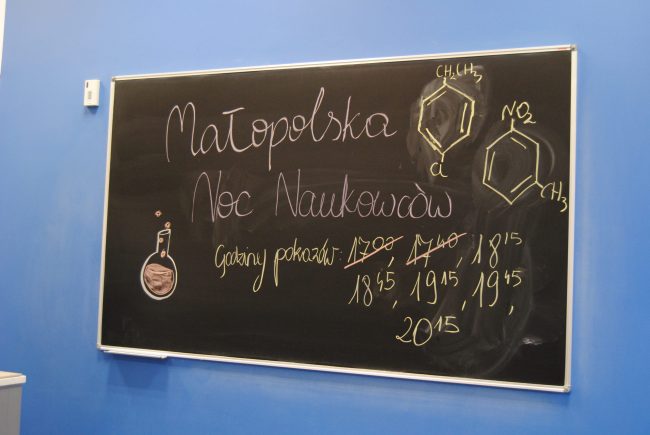 Małopolska
Noc Naukowców
Godziny pokazów: 17⁰⁰, 17⁴⁰, 18¹⁵
18⁴⁵, 19¹⁵, 19⁴⁵,
20¹⁵
CH₂CH₃
Cl
NO₂
CH₃